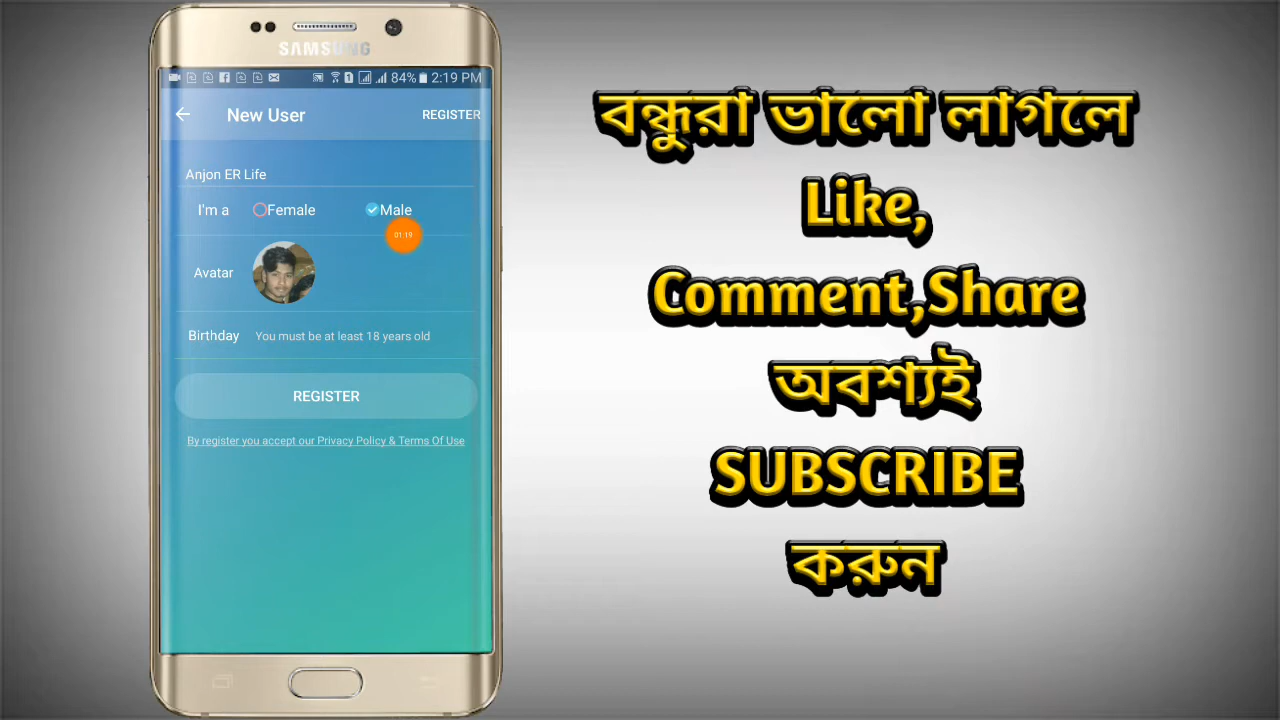 SAMSUNG
84% 2:19 PM
New User REGISTER
Anjon ER Life
I'm a Female Male
01:19
Avatar
Birthday You must be at least 18 years old
REGISTER
By register you accept our Privacy Policy & Terms Of Use
বন্ধুরা ভালো লাগলে
Like,
Comment,Share
অবশ্যই
SUBSCRIBE
করুন